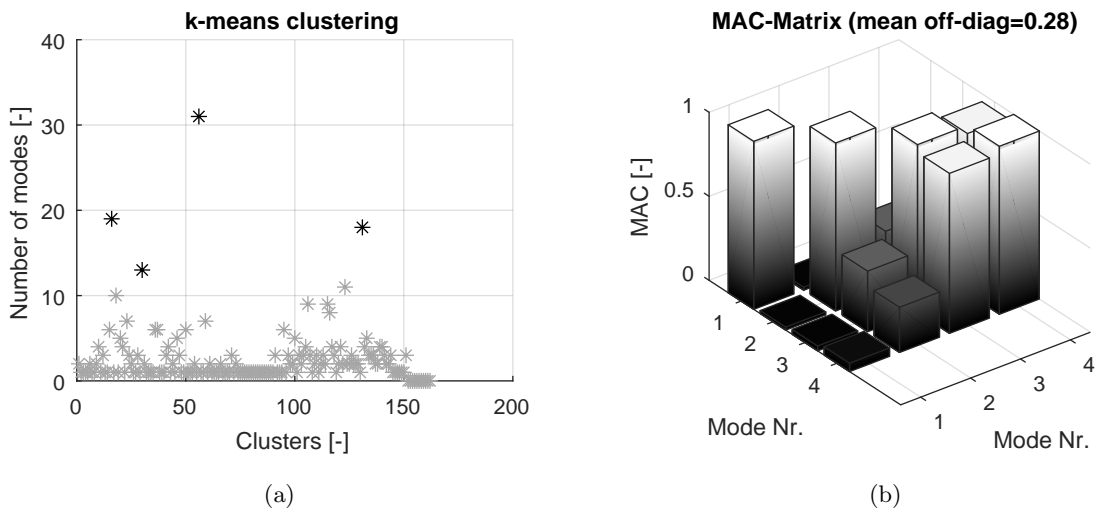 k-means clustering
40
30
20
10
0
Number of modes [-]
0 50 100 150 200
Clusters [-]
(a)
MAC-Matrix (mean off-diag=0.28)
1
0.5
0
MAC [-]
1
2
3
4
Mode Nr.
1
2
3
4
Mode Nr.
(b)